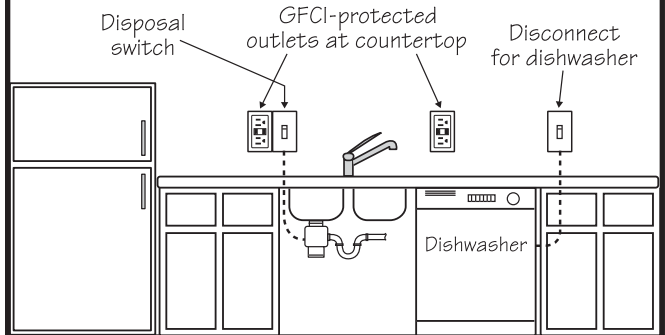 Disposal
switch
GFCI-protected
outlets at countertop
Disconnect
for dishwasher
Dishwasher